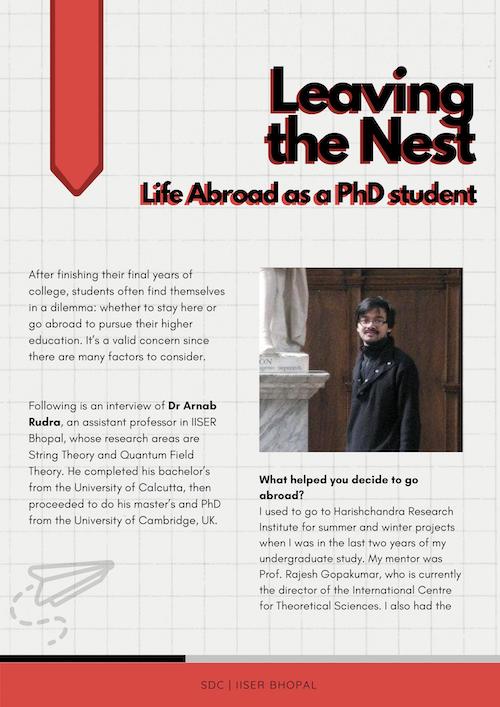 Leaving
the Nest
Life Abroad as a PhD student
After finishing their final years of
college, students often find themselves
in a dilemma: whether to stay here or
go abroad to pursue their higher
education. It's a valid concern since
there are many factors to consider.
Following is an interview of Dr Arnab
Rudra, an assistant professor in IISER
Bhopal, whose research areas are
String Theory and Quantum Field
Theory. He completed his bachelor's
from the University of Calcutta, then
proceeded to do his master's and PhD
from the University of Cambridge, UK.
ON
What helped you decide to go
abroad?
I used to go to Harishchandra Research
Institute for summer and winter projects
when I was in the last two years of my
undergraduate study. My mentor was
Prof. Rajesh Gopakumar, who is currently
the director of the International Centre
for Theoretical Sciences. I also had the
SDC | IISER BHOPAL